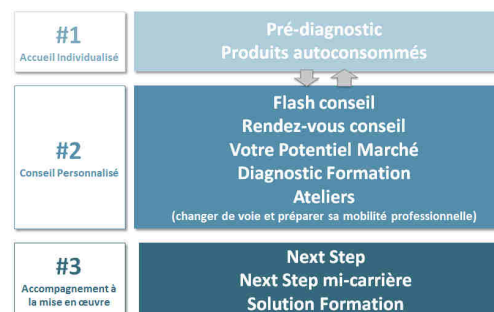 #1
Accueil Individualisé
Pré-diagnostic
Produits autoconsommés
#2
Conseil Personnalisé
Flash conseil
Rendez-vous conseil
Votre Potentiel Marché
Diagnostic Formation
Ateliers
(changer de voie et préparer sa mobilité professionnelle)
#3
Accompagnement à
la mise en œuvre
Next Step
Next Step mi-carrière
Solution Formation